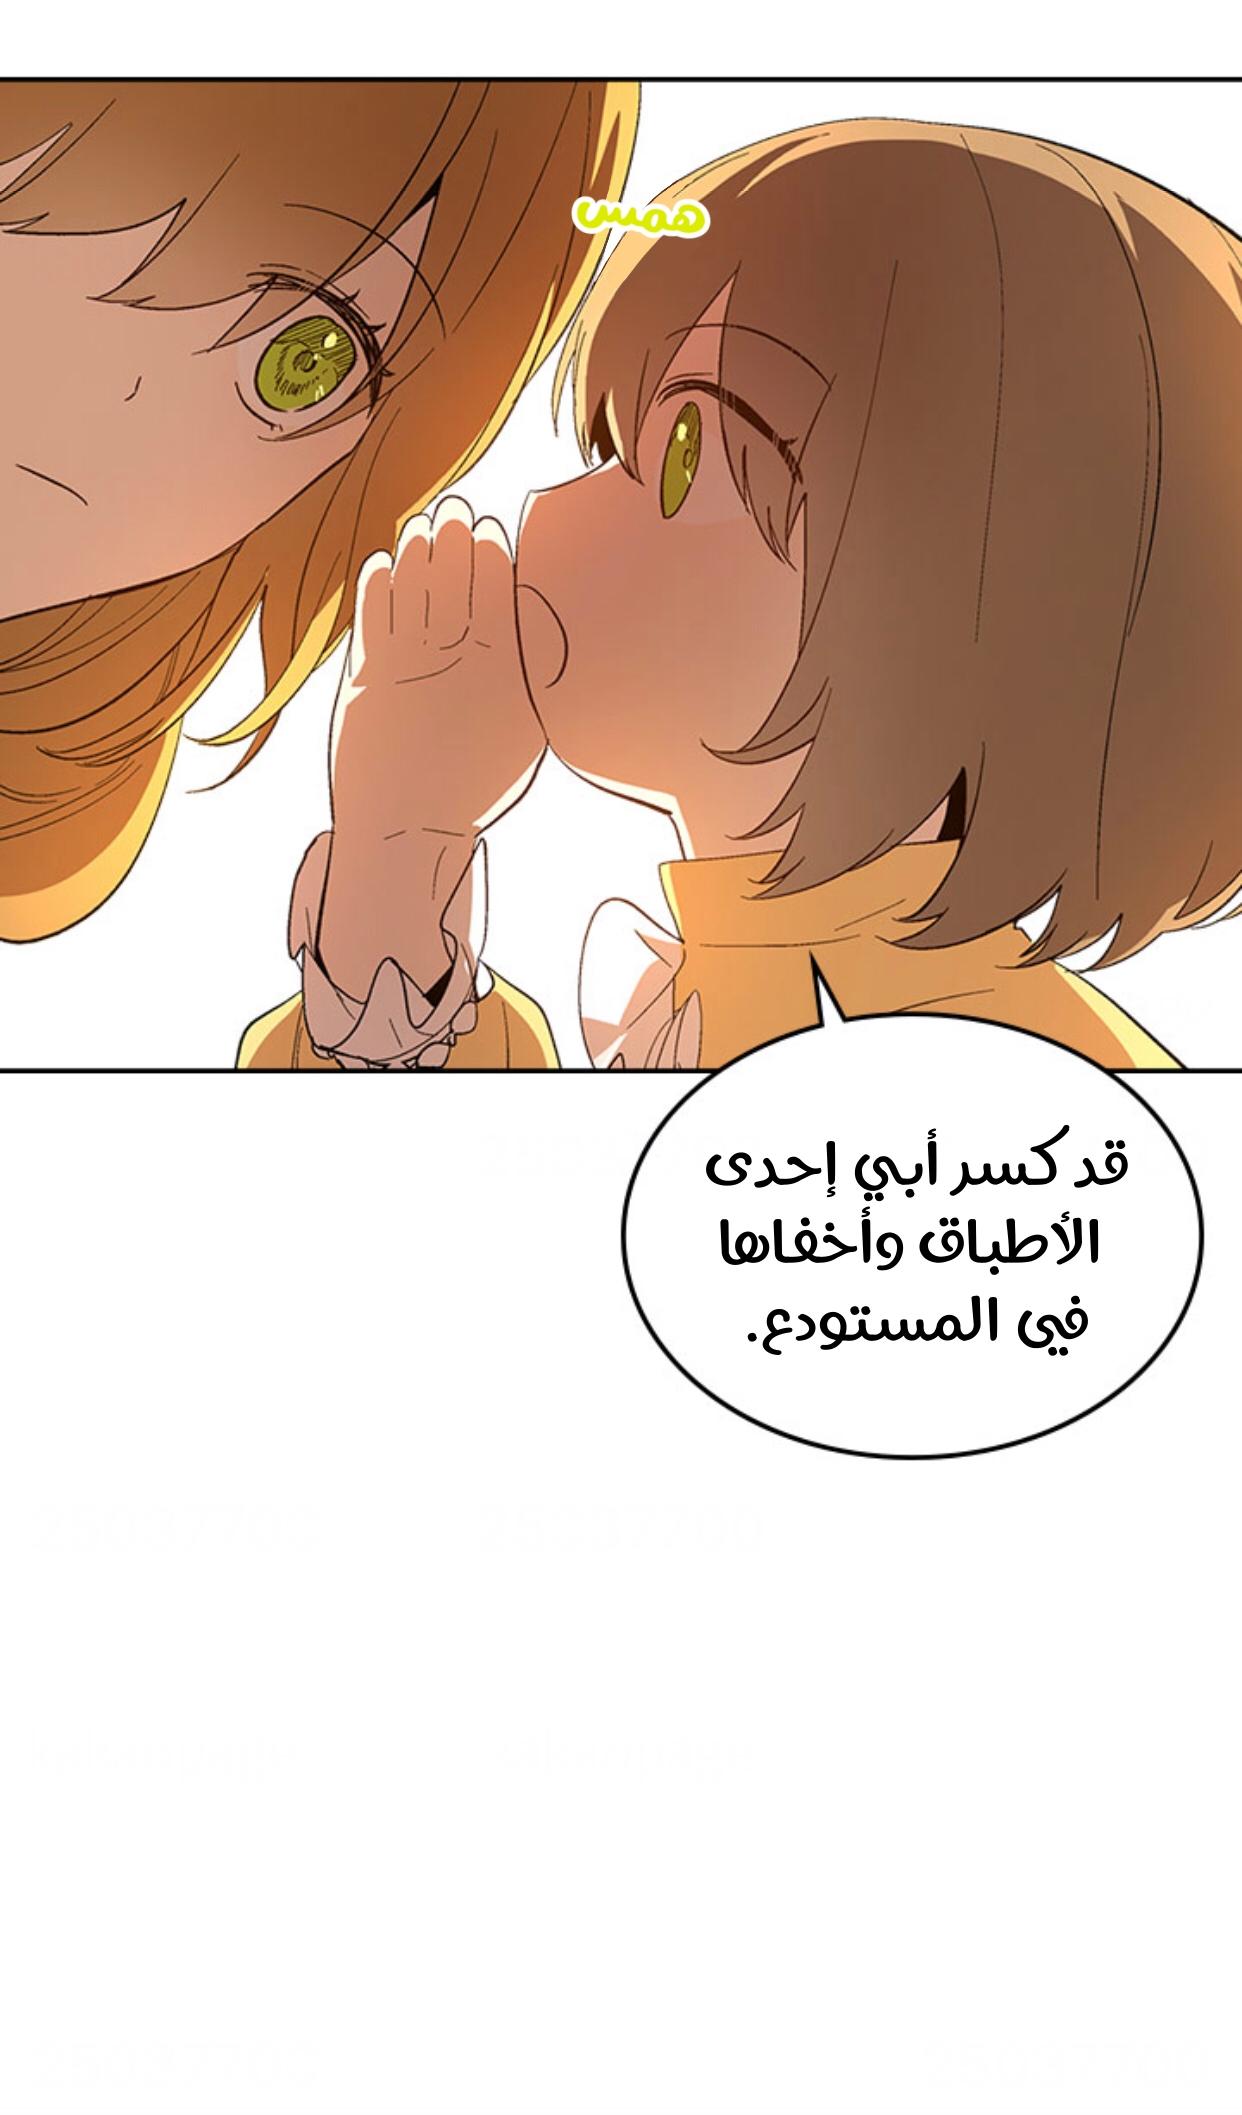 همس
قد كسر أبي إحدى
الأطباق وأخفاها
في المستودع.